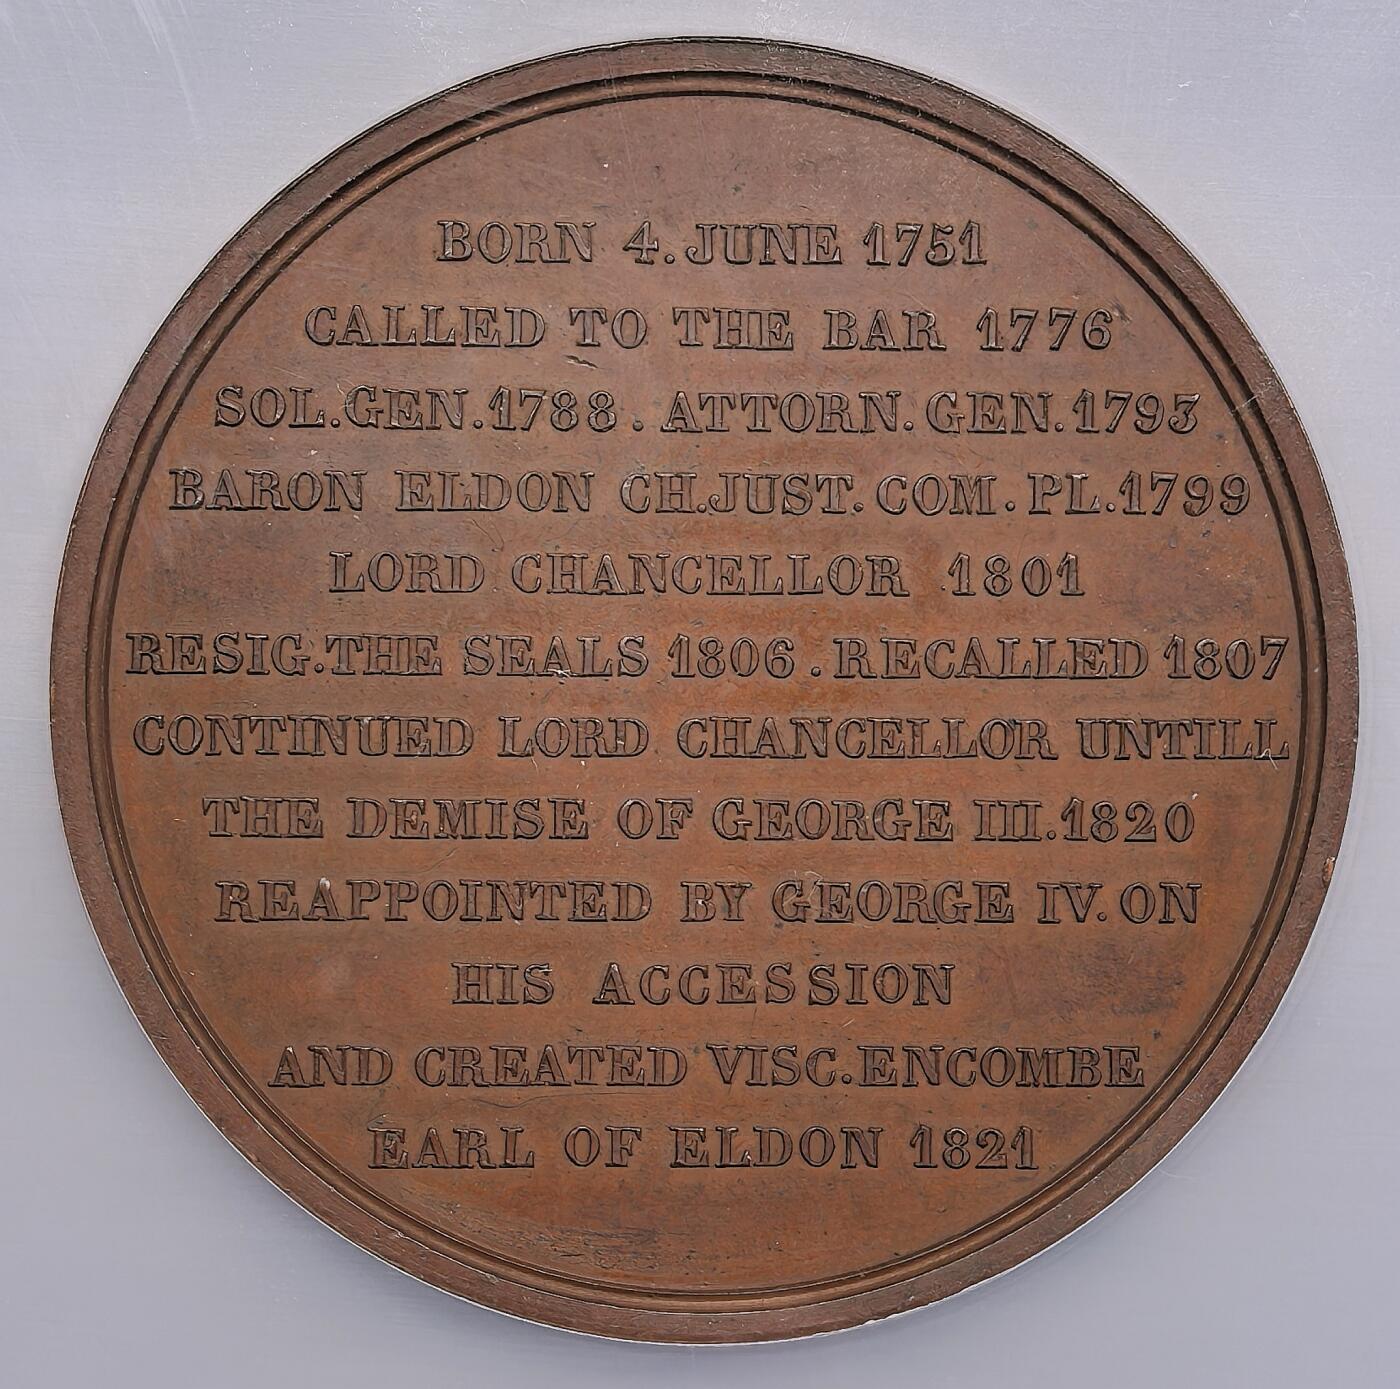 BORN 4. JUNE 1751
CALLED TO THE BAR 1776
SOL.GEN.1788. ATTORN.GEN.1793
BARON ELDON CH.JUST.COM.PL.1799
LORD CHANCELLOR 1801
RESIG.THE SEALS 1806.RECALLED 1807
CONTINUED LORD CHANCELLOR UNTILL
THE DEMISE OF GEORGE III.1820
REAPPOINTED BY GEORGE IV. ON
HIS ACCESSION
AND CREATED VISC.ENCOMBE
EARL OF ELDON 1821